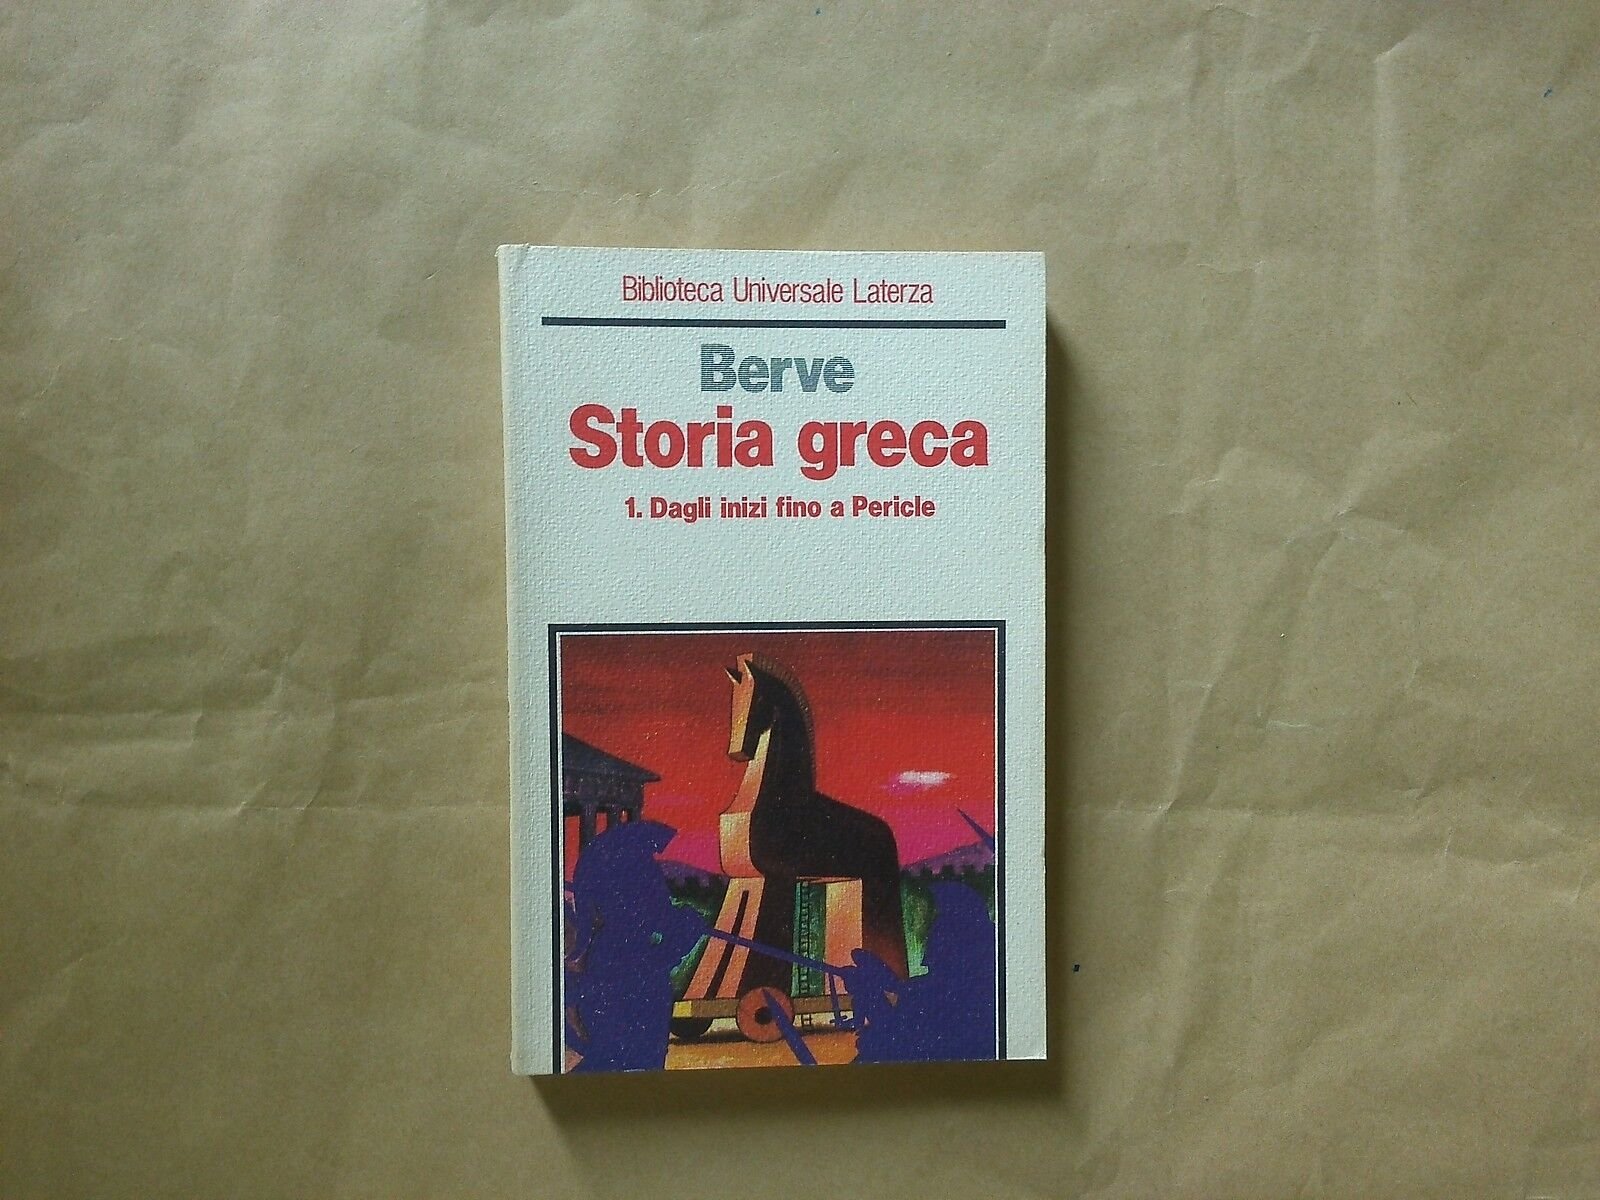 Biblioteca Universale Laterza
Berve
Storia greca
1. Dagli inizi fino a Pericle